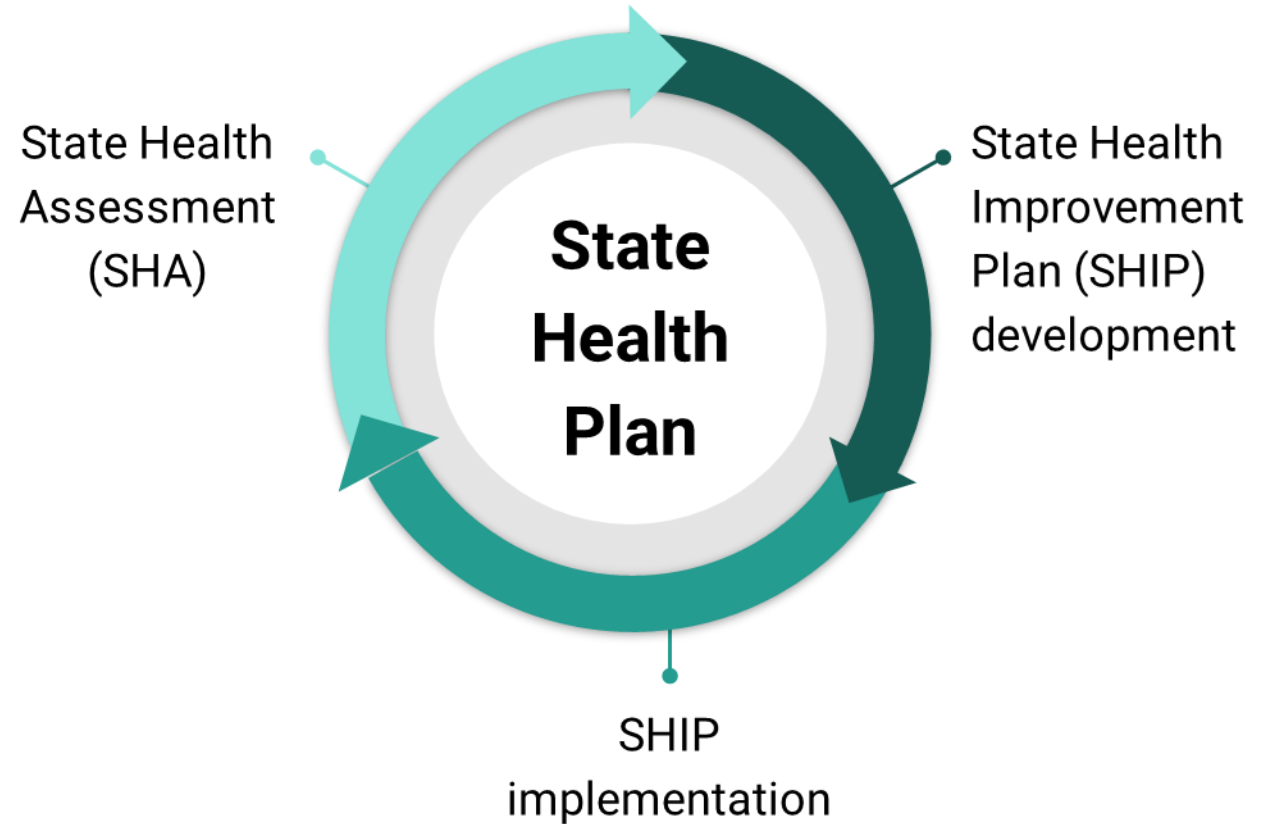 State Health
Assessment
(SHA)
State
Health
Plan
State Health
Improvement
Plan (SHIP)
development
SHIP
implementation